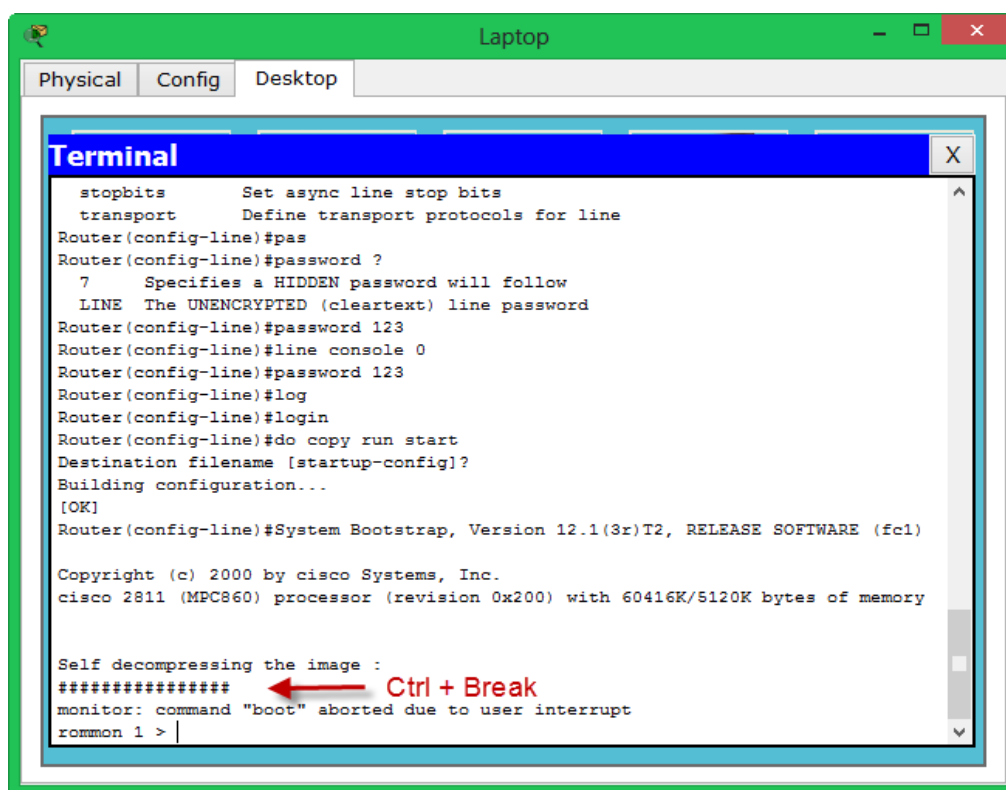 Laptop
Physical Config Desktop
Terminal X
stopbits Set async line stop bits
transport Define transport protocols for line
Router(config-line)#pas
Router(config-line)#password ?
7 Specifies a HIDDEN password will follow
LINE The UNENCRYPTED (cleartext) line password
Router(config-line)#password 123
Router(config-line)#line console 0
Router(config-line)#password 123
Router(config-line)#log
Router(config-line)#login
Router(config-line)#do copy run start
Destination filename [startup-config]?
Building configuration...
[OK]
Router(config-line)#System Bootstrap, Version 12.1(3r)T2, RELEASE SOFTWARE (fc1)
Copyright (c) 2000 by cisco Systems, Inc.
cisco 2811 (MPC860) processor (revision 0x200) with 60416K/5120K bytes of memory
Self decompressing the image :
################ Ctrl + Break
monitor: command "boot" aborted due to user interrupt
rommon 1 >